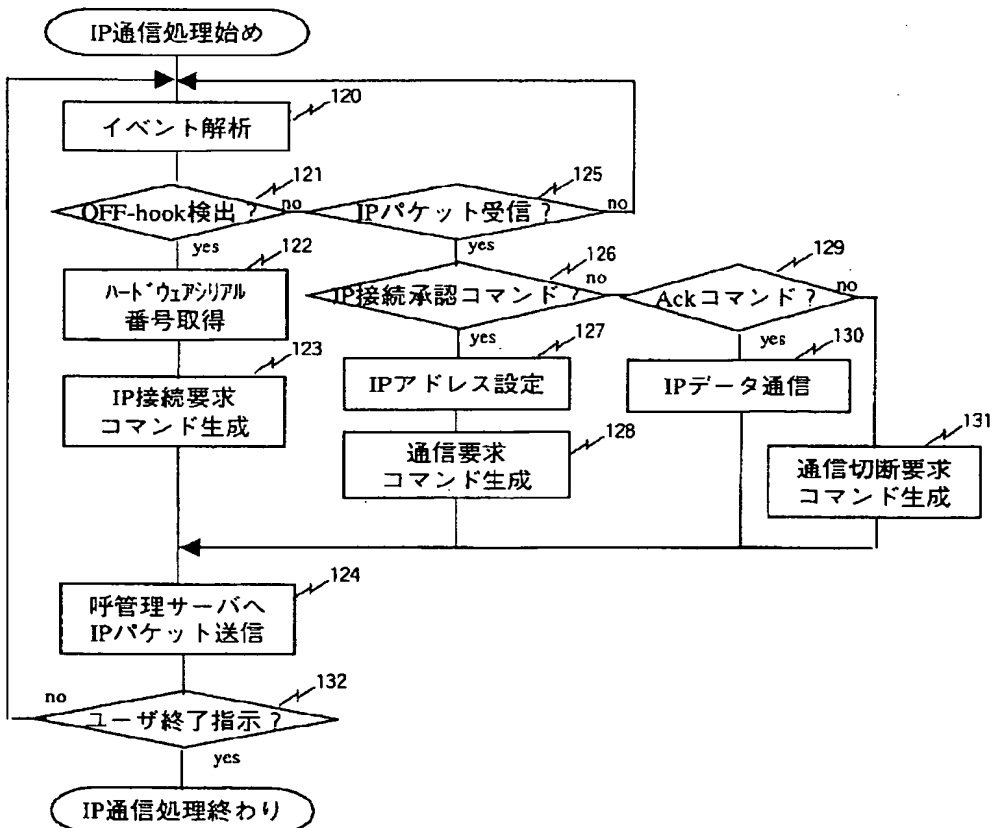 IP通信処理始め
120
イベント解析
121
OFF-hook検出?
no
yes
125
IPパケット受信?
no
yes
122
ハードウェアシリアル
番号取得
126
IP接続承認コマンド?
no
yes
129
Ackコマンド?
no
yes
123
IP接続要求
コマンド生成
127
IPアドレス設定
130
IPデータ通信
128
通信要求
コマンド生成
131
通信切断要求
コマンド生成
124
呼管理サーバへ
IPパケット送信
132
no
ユーザ終了指示?
yes
IP通信処理終わり